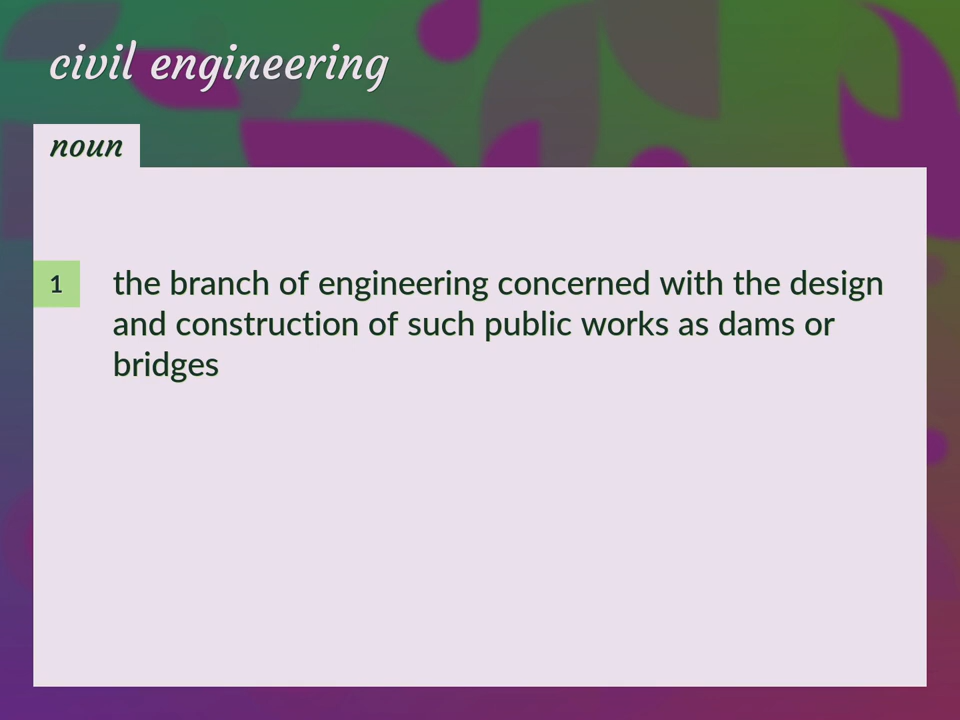 civil engineering
noun
1
the branch of engineering concerned with the design
and construction of such public works as dams or
bridges